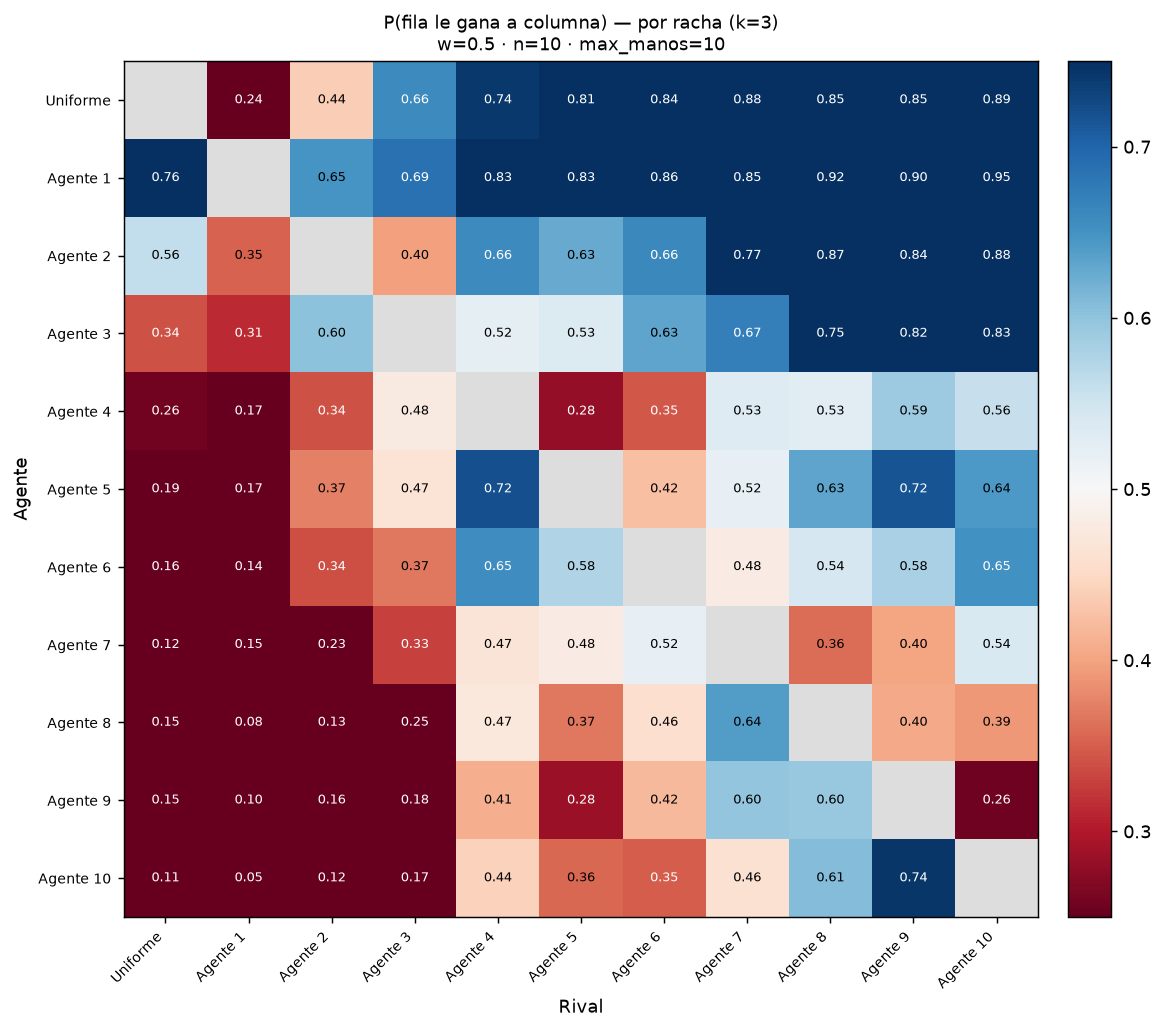 P(fila le gana a columna) — por racha (k=3)
w=0.5 · n=10 · max_manos=10
Uniforme 0.24 0.44 0.66 0.74 0.81 0.84 0.88 0.85 0.85 0.89
Agente 1 0.76 0.65 0.69 0.83 0.83 0.86 0.85 0.92 0.90 0.95
Agente 2 0.56 0.35 0.40 0.66 0.63 0.66 0.77 0.87 0.84 0.88
Agente 3 0.34 0.31 0.60 0.52 0.53 0.63 0.67 0.75 0.82 0.83
Agente 4 0.26 0.17 0.34 0.48 0.28 0.35 0.53 0.53 0.59 0.56
Agente 5 0.19 0.17 0.37 0.47 0.72 0.42 0.52 0.63 0.72 0.64
Agente 6 0.16 0.14 0.34 0.37 0.65 0.58 0.48 0.54 0.58 0.65
Agente 7 0.12 0.15 0.23 0.33 0.47 0.48 0.52 0.36 0.40 0.54
Agente 8 0.15 0.08 0.13 0.25 0.47 0.37 0.46 0.64 0.40 0.39
Agente 9 0.15 0.10 0.16 0.18 0.41 0.28 0.42 0.60 0.60 0.26
Agente 10 0.11 0.05 0.12 0.17 0.44 0.36 0.35 0.46 0.61 0.74
Agente
Uniforme Agente 1 Agente 2 Agente 3 Agente 4 Agente 5 Agente 6 Agente 7 Agente 8 Agente 9 Agente 10
Rival
0.7
0.6
0.5
0.4
0.3